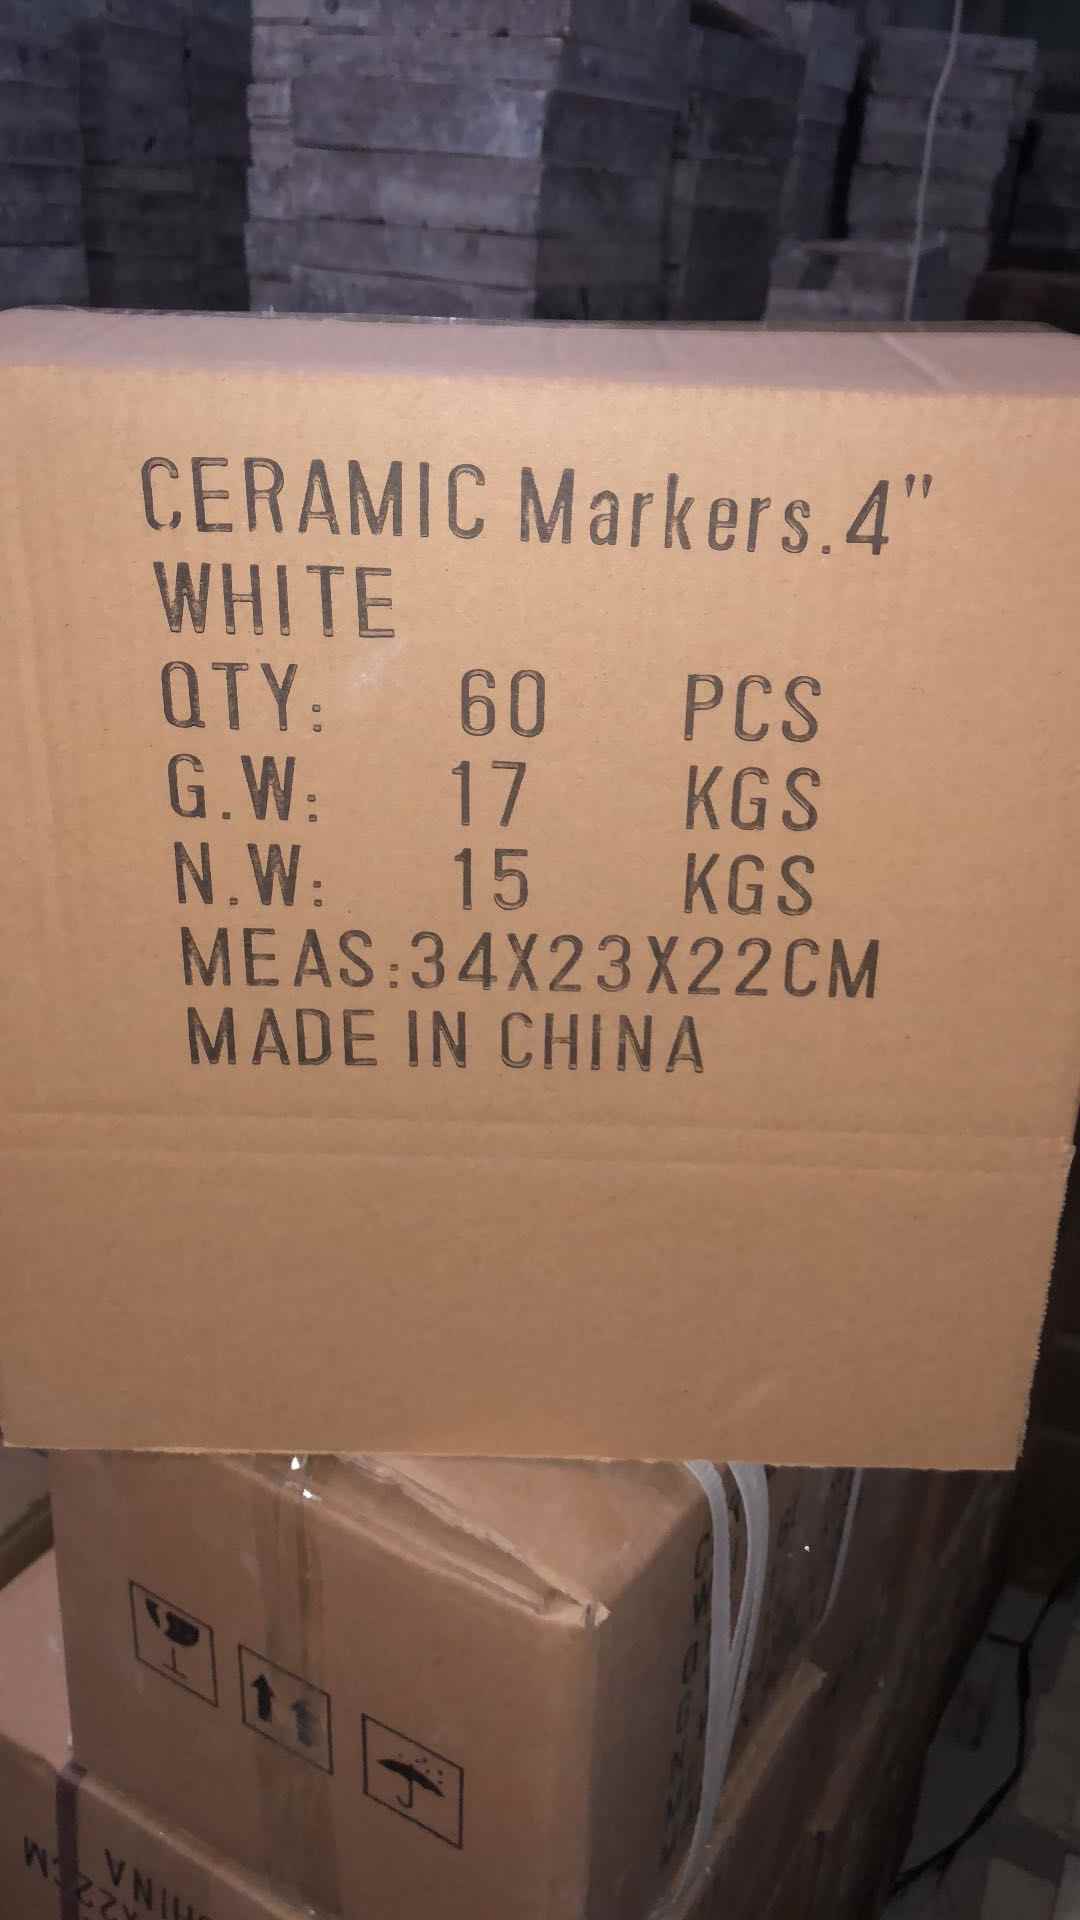 CERAMIC Markers.4"
WHITE
QTY: 60 PCS
G.W: 17 KGS
N.W: 15 KGS
MEAS:34X23X22CM
MADE IN CHINA